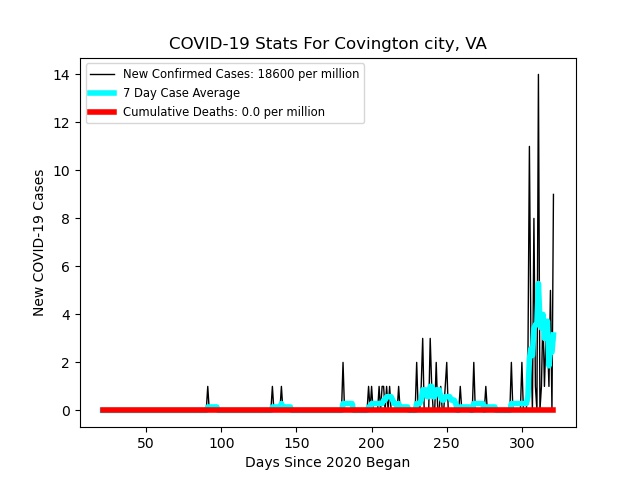 COVID-19 Stats For Covington city, VA
New Confirmed Cases: 18600 per million
7 Day Case Average
Cumulative Deaths: 0.0 per million
New COVID-19 Cases
14
12
10
8
6
4
2
0
50
100
150
200
250
300
Days Since 2020 Began